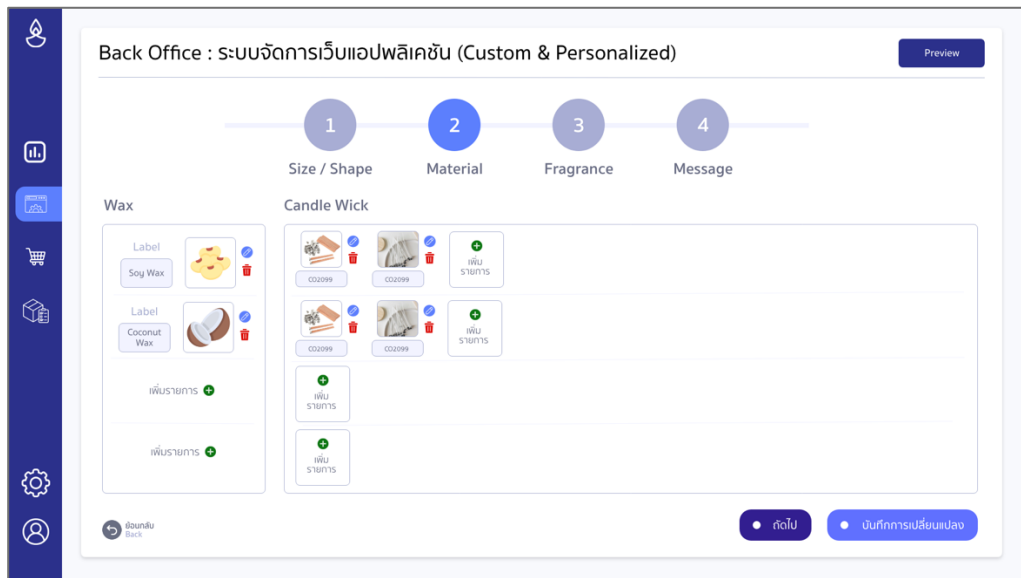 Back Office : ระบบจัดการเว็บแอปพลิเคชัน (Custom & Personalized)
Preview
1
2
3
4
Size / Shape
Material
Fragrance
Message
Wax
Candle Wick
Label
Soy Wax
CO2099
CO2099
เพิ่ม
รายการ
Label
Coconut
Wax
CO2099
CO2099
เพิ่ม
รายการ
เพิ่มรายการ
เพิ่ม
รายการ
เพิ่มรายการ
เพิ่ม
รายการ
ย้อนกลับ
Back
ถัดไป
บันทึกการเปลี่ยนแปลง